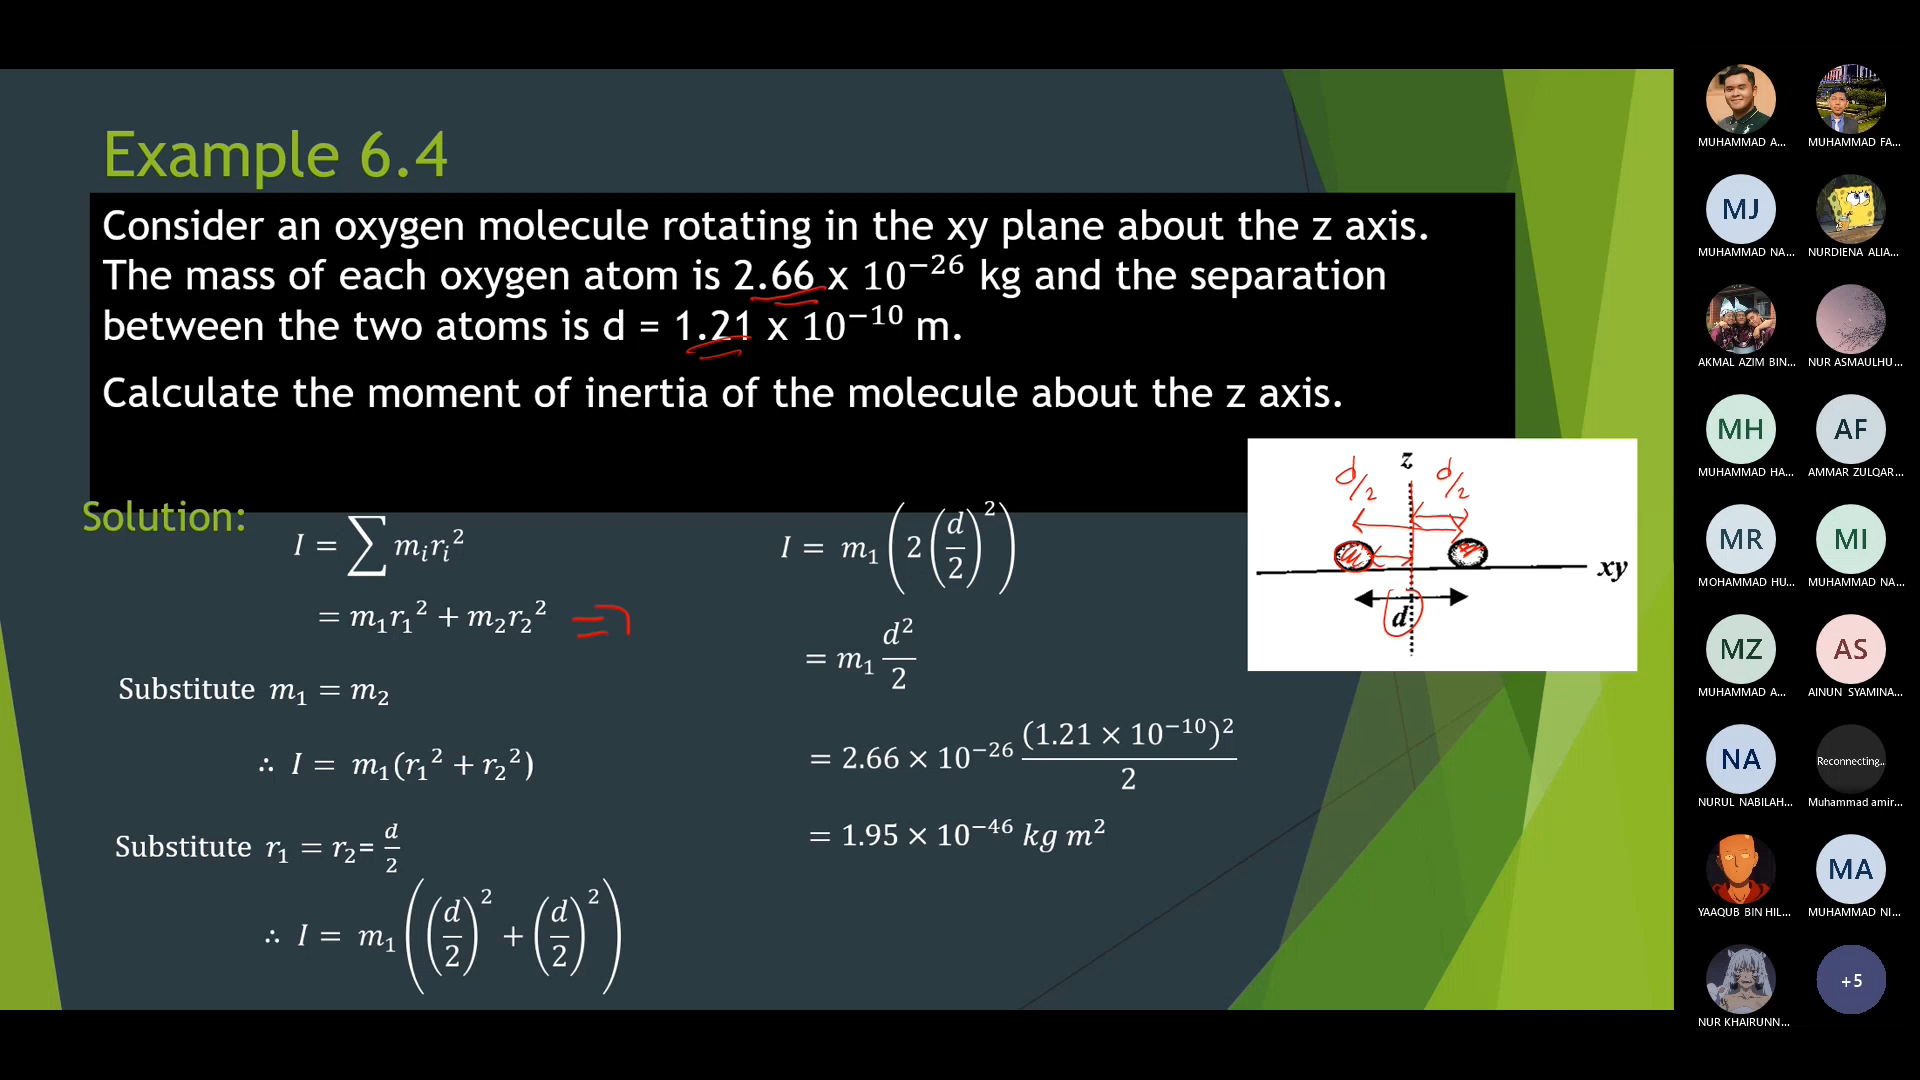 Example 6.4
Consider an oxygen molecule rotating in the xy plane about the z axis.
The mass of each oxygen atom is 2.66 x 10⁻²⁶ kg and the separation
between the two atoms is d = 1.21 x 10⁻¹⁰ m.
Calculate the moment of inertia of the molecule about the z axis.
Solution:
I = ∑ mᵢrᵢ²
= m₁r₁² + m₂r₂²
Substitute m₁ = m₂
∴ I = m₁(r₁² + r₂²)
Substitute r₁ = r₂= d/2
∴ I = m₁((d/2)² + (d/2)²)
I = m₁(2(d/2)²)
= m₁ d²/2
= 2.66 × 10⁻²⁶ (1.21 × 10⁻¹⁰)²/2
= 1.95 × 10⁻⁴⁶ kg m²
d/2 z d/2
xy
d
MUHAMMAD A...
MUHAMMAD FA...
MJ
MUHAMMAD NA...
NURDIENA ALIA...
AKMAL AZIM BIN...
NUR ASMAULHU...
MH
MUHAMMAD HA...
AF
AMMAR ZULQAR...
MR
MOHAMMAD HU...
MI
MUHAMMAD NA...
MZ
MUHAMMAD A...
AS
AINUN SYAMINA...
NA
NURUL NABILAH...
Reconnecting...
Muhammad amir...
YAAQUB BIN HIL...
MA
MUHAMMAD NI...
NUR KHAIRUNN...
+5